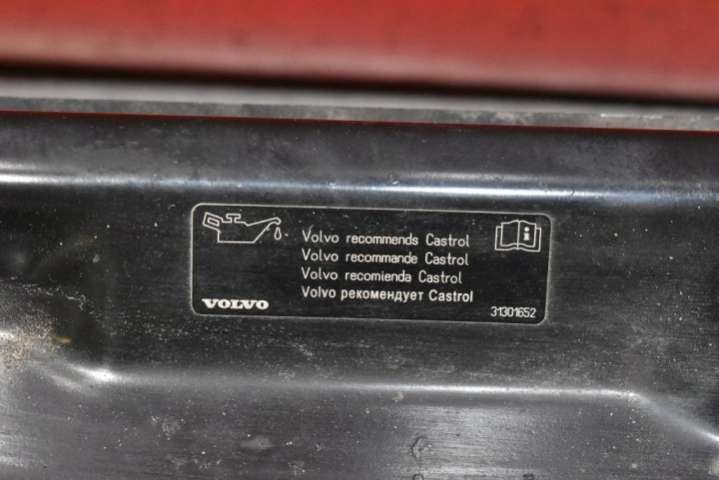 Volvo recommends Castrol
Volvo recommande Castrol
Volvo recomienda Castrol
Volvo рекомендует Castrol
VOLVO
31301652